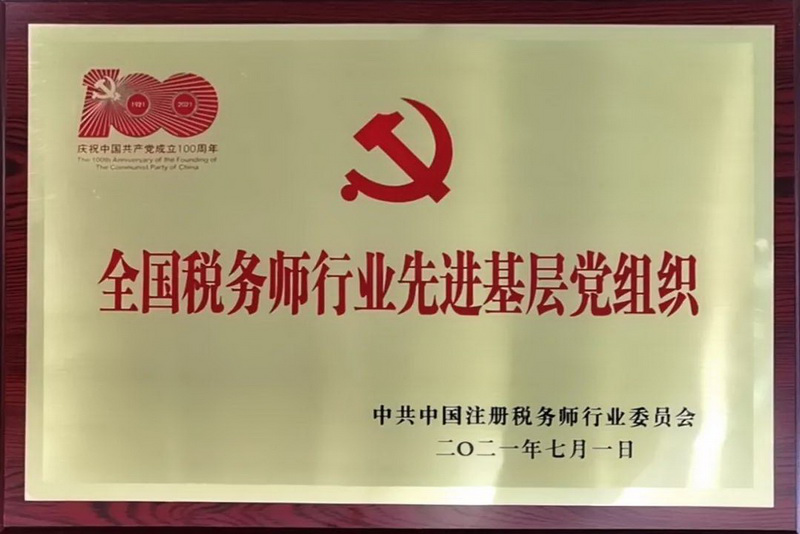 100
1921 2021
庆祝中国共产党成立100周年
The 100th Anniversary of the Founding of
The Communist Party of China
全国税务师行业先进基层党组织
中共中国注册税务师行业委员会
二〇二一年七月一日